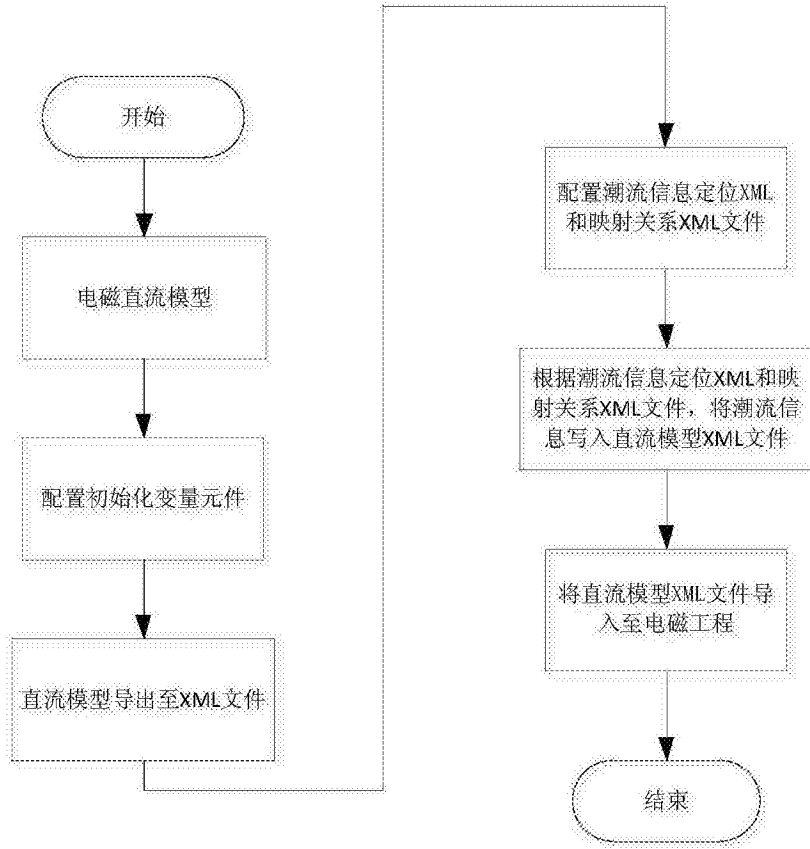 开始
电磁直流模型
配置初始化变量元件
直流模型导出至XML文件
配置潮流信息定位XML
和映射关系XML文件
根据潮流信息定位XML和映
射关系XML文件，将潮流信
息写入直流模型XML文件
将直流模型XML文件导
入至电磁工程
结束